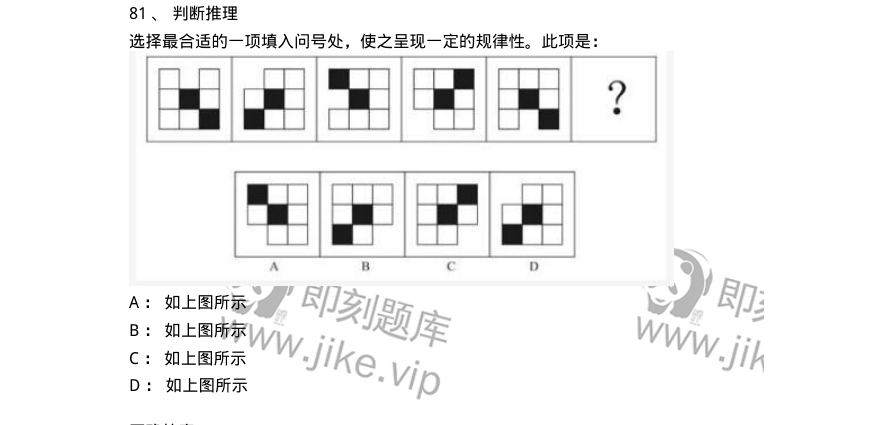 81 、 判断推理
选择最合适的一项填入问号处，使之呈现一定的规律性。此项是：
?
A B C D
A ： 如上图所示
B ： 如上图所示
C ： 如上图所示
D ： 如上图所示
即刻题库
www.jike.vip
即刻
www.jik